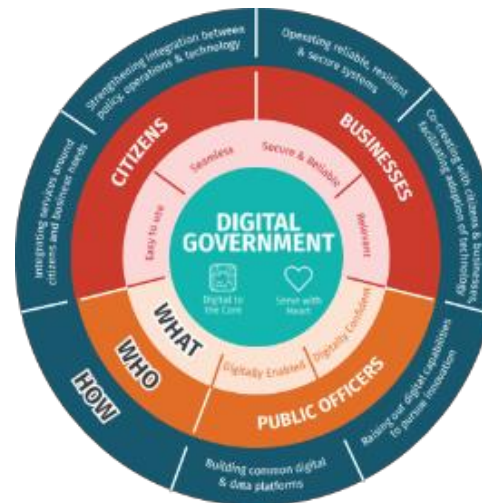 Strengthening integration between
policy, operations & technology
Operating reliable, resilient
& secure systems
Integrating services around
citizens and business needs
Co-creating with citizens & businesses,
facilitating adoption of technology
CITIZENS
BUSINESSES
Easy to use
Seamless
Secure & Reliable
Relevant
DIGITAL
GOVERNMENT
Digital to
the Core
Serve with
Heart
WHAT
WHO
HOW
Digitally Enabled
Digitally Confident
PUBLIC OFFICERS
Building common digital
& data platforms
Raising our digital capabilities
to pursue innovation